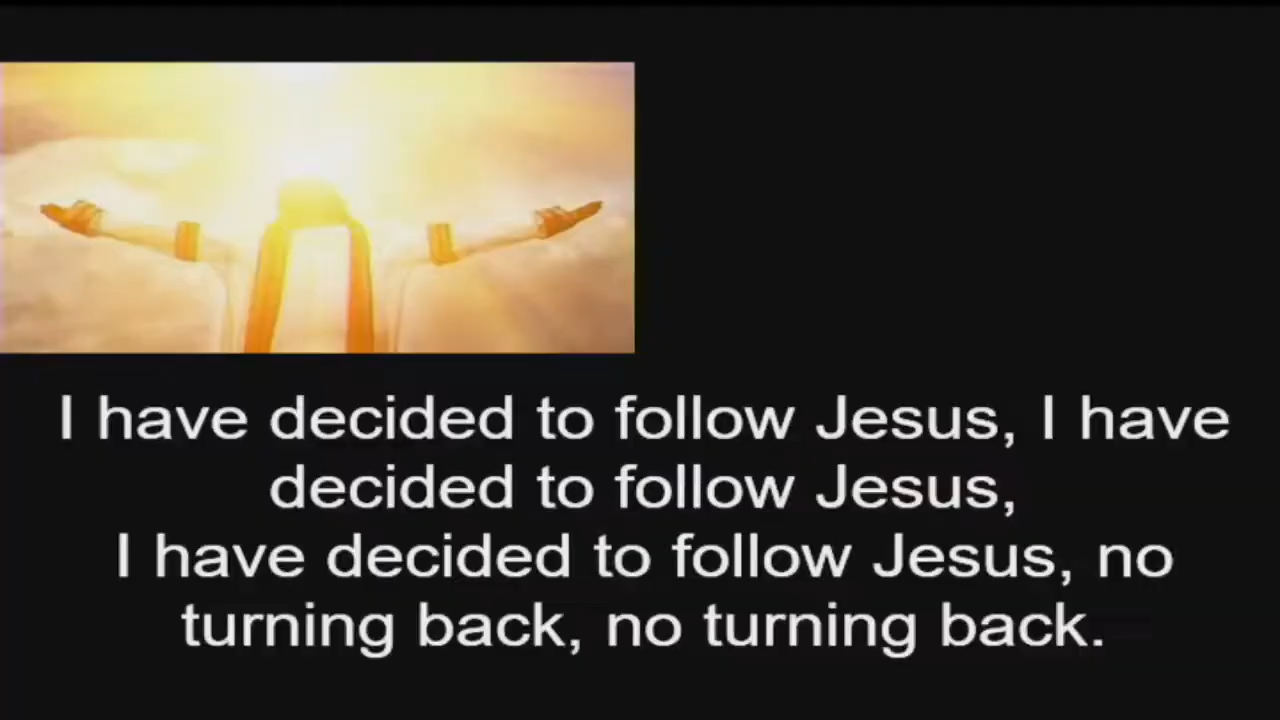 I have decided to follow Jesus, I have
decided to follow Jesus,
I have decided to follow Jesus, no
turning back, no turning back.